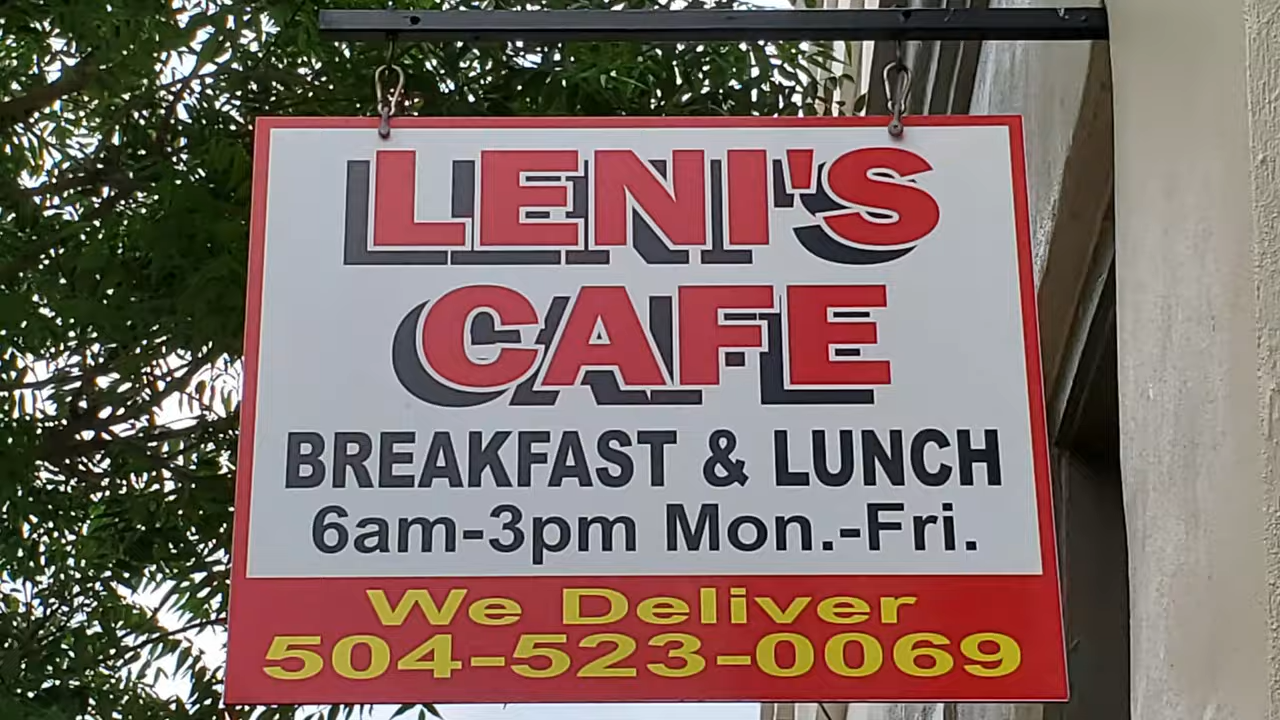 LENI'S
CAFE
BREAKFAST & LUNCH
6am-3pm Mon.-Fri.
We Deliver
504-523-0069